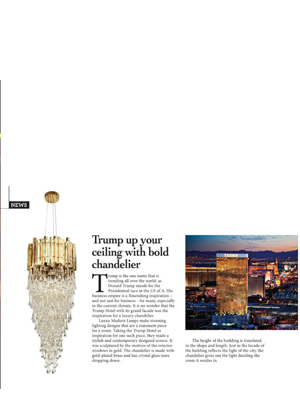 NEWS
Trump up your
ceiling with bold
chandelier
Trump is the one name that is
trending all over the world, as
Donald Trump stands for the
Presidential race in the US of A. His
business empire is a flourishing inspiration –
and not just for business – for many, especially
in the current climate. It is no wonder that the
Trump Hotel with its grand facade was the
inspiration for a luxury chandelier.
Luxxu Modern Lamps make stunning
lighting designs that are a statement piece
for a room. Taking the Trump Hotel as
inspiration for one such piece, they made a
stylish and contemporary designed sconce. It
was sculptured by the motion of the exterior
windows in gold. The chandelier is made with
gold-plated brass and has crystal glass tears
dropping down.
The height of the building is translated
in the shape and length. Just as the facade of
the building reflects the light of the city, the
chandelier gives out the light dazzling the
room it resides in.
TRUMP